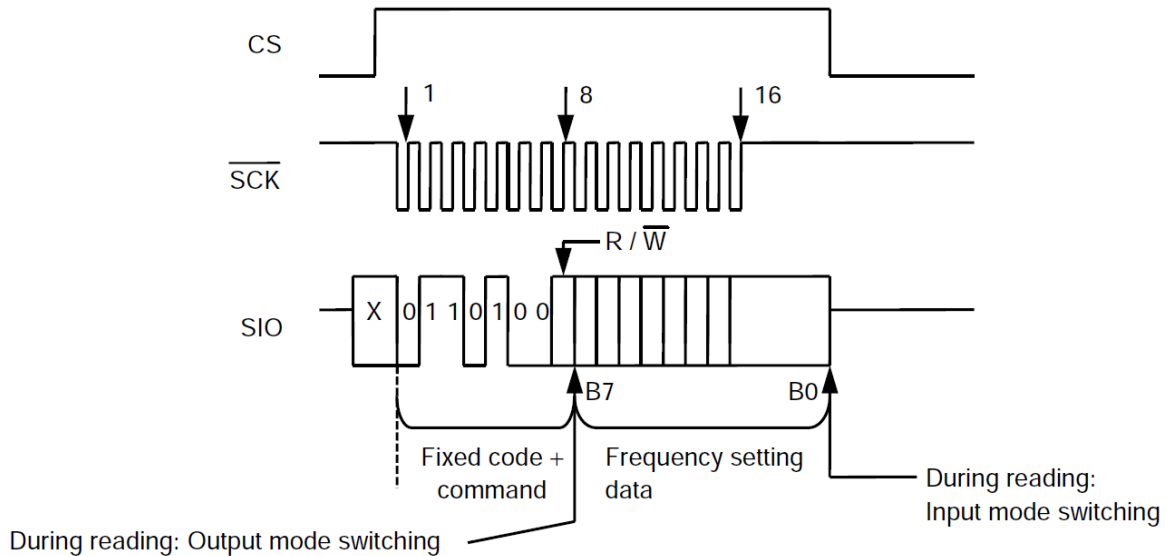 CS
1 8 16
SCK
R / W
X 0 1 1 0 1 0 0
SIO
B7 B0
Fixed code +
command
Frequency setting
data
During reading:
Input mode switching
During reading: Output mode switching